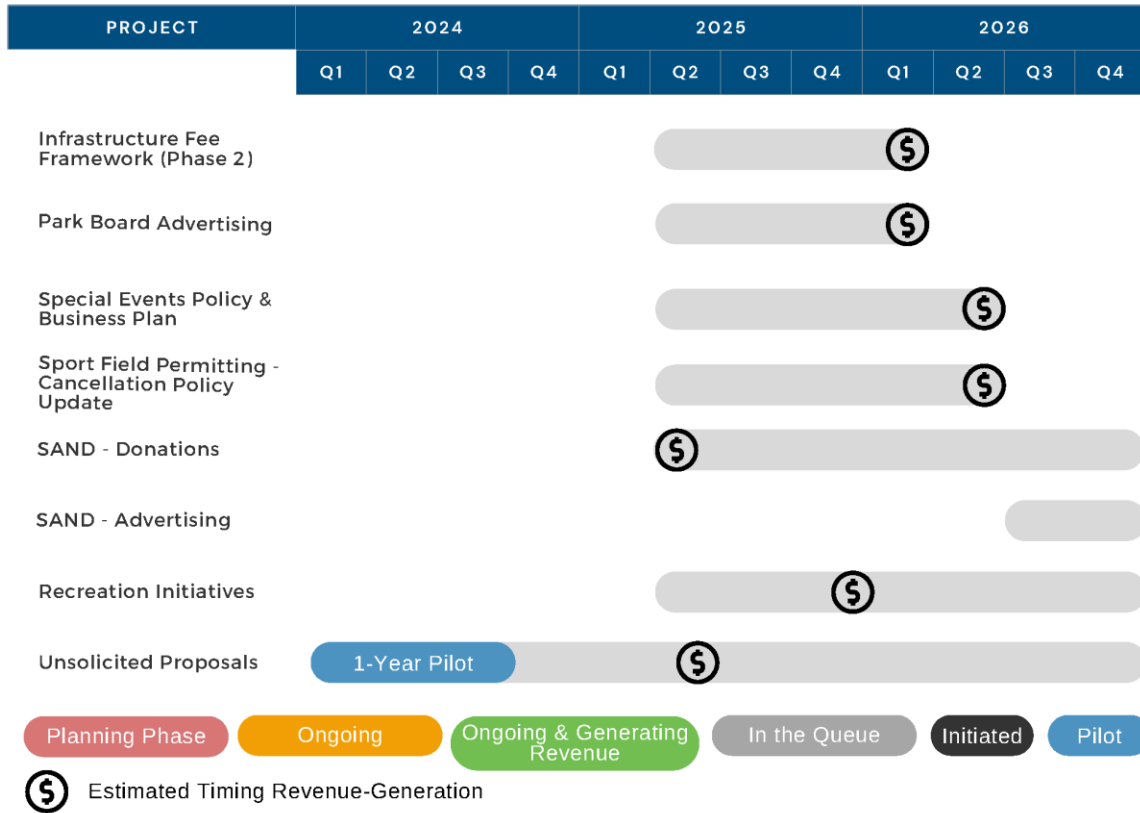 PROJECT 2024 2025 2026
Q1 Q2 Q3 Q4 Q1 Q2 Q3 Q4 Q1 Q2 Q3 Q4
Infrastructure Fee
Framework (Phase 2)
$
Park Board Advertising
$
Special Events Policy &
Business Plan
$
Sport Field Permitting -
Cancellation Policy
Update
$
SAND - Donations
$
SAND - Advertising
Recreation Initiatives
$
Unsolicited Proposals
1-Year Pilot
$
Planning Phase
Ongoing
Ongoing & Generating
Revenue
In the Queue
Initiated
Pilot
$ Estimated Timing Revenue-Generation